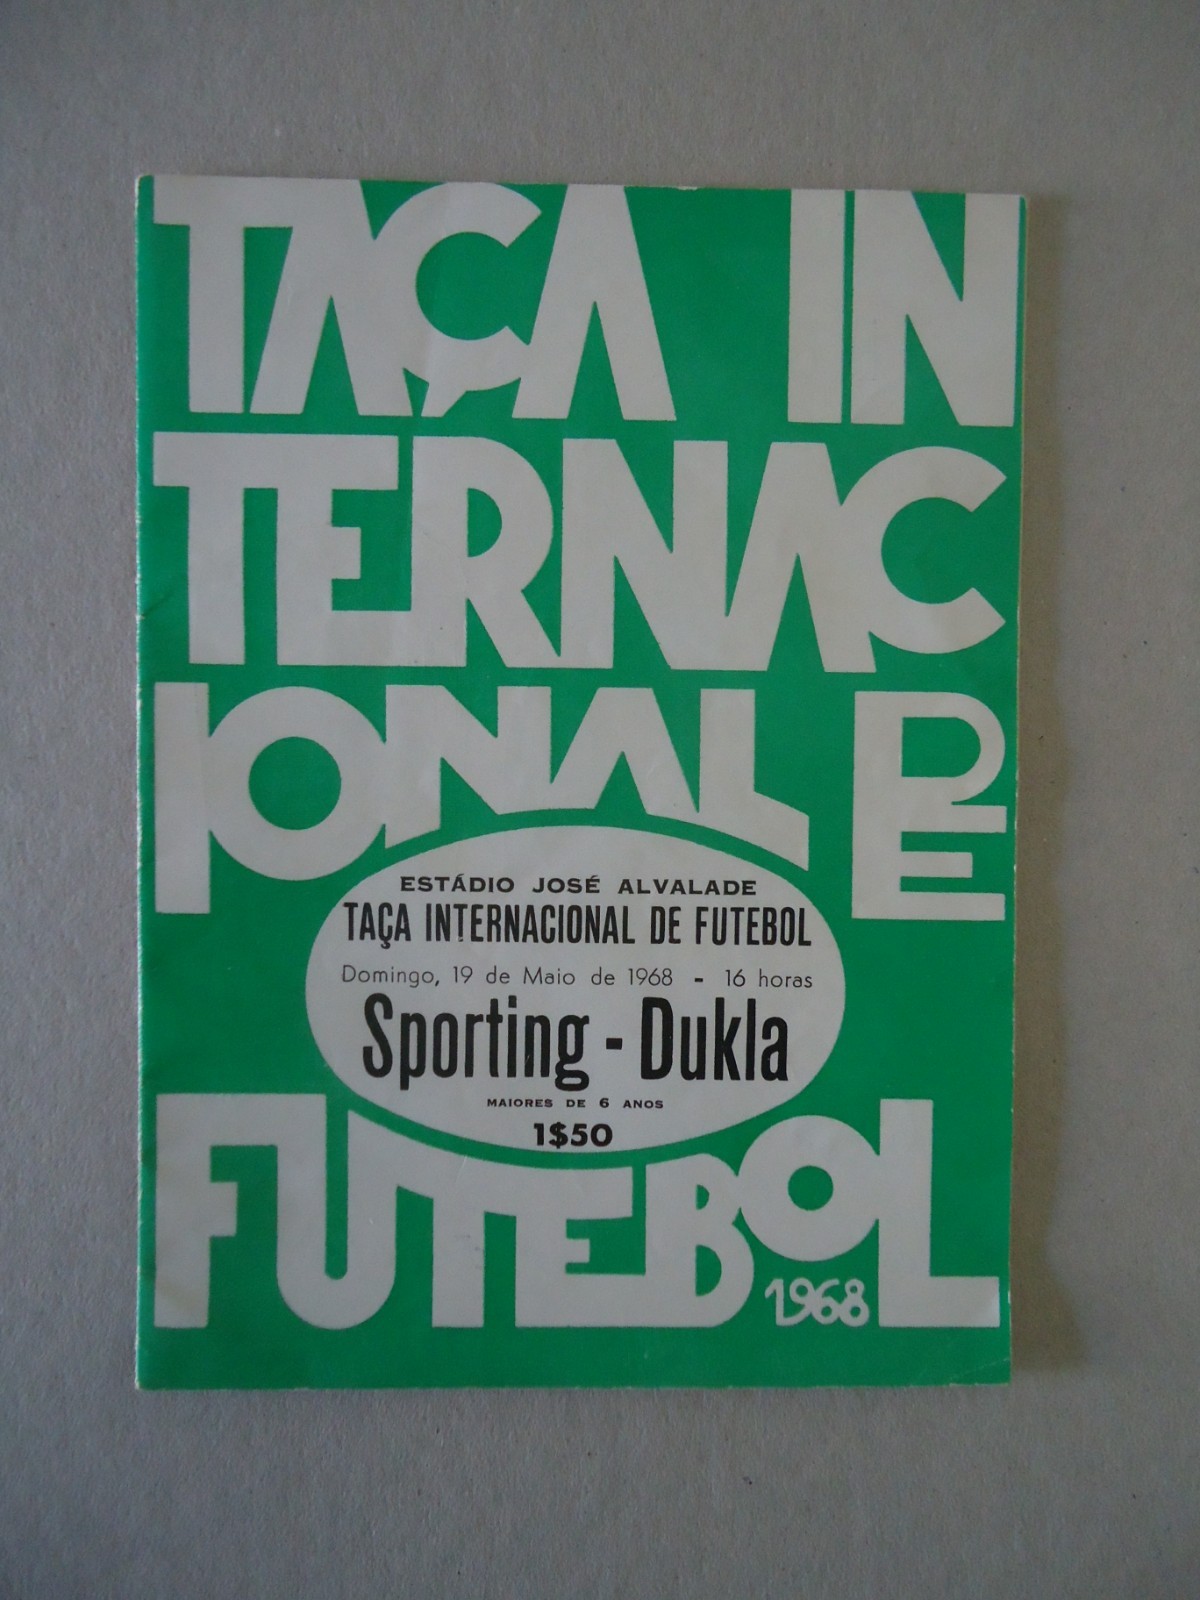 TAÇA IN
TERNAC
IONAL DE
ESTÁDIO JOSÉ ALVALADE
TAÇA INTERNACIONAL DE FUTEBOL
Domingo, 19 de Maio de 1968 - 16 horas
Sporting - Dukla
MAIORES DE 6 ANOS
1$50
FUTEBOL
1968